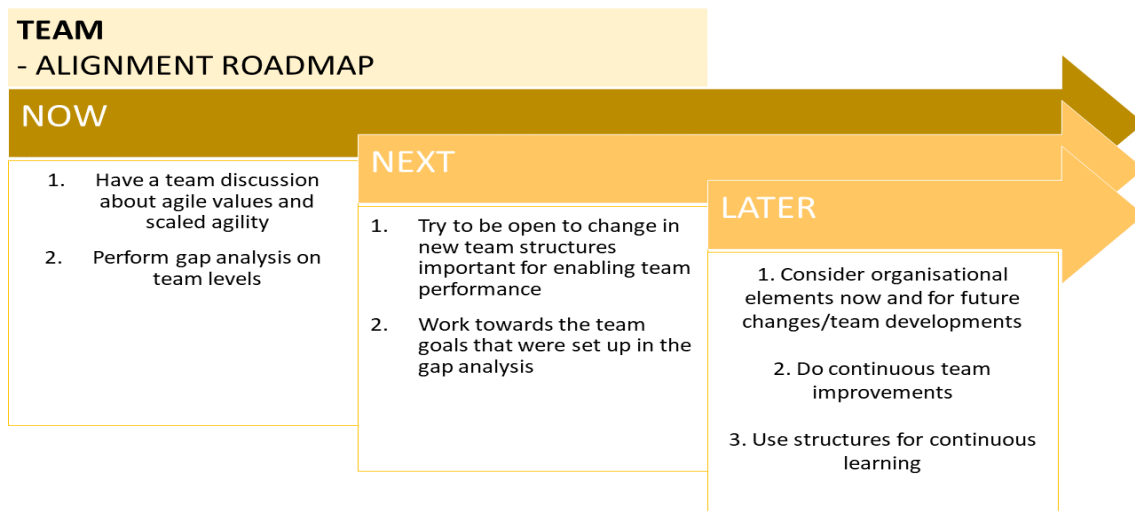 TEAM
- ALIGNMENT ROADMAP
NOW
1. Have a team discussion
about agile values and
scaled agility
2. Perform gap analysis on
team levels
NEXT
1. Try to be open to change in
new team structures
important for enabling team
performance
2. Work towards the team
goals that were set up in the
gap analysis
LATER
1. Consider organisational
elements now and for future
changes/team developments
2. Do continuous team
improvements
3. Use structures for continuous
learning